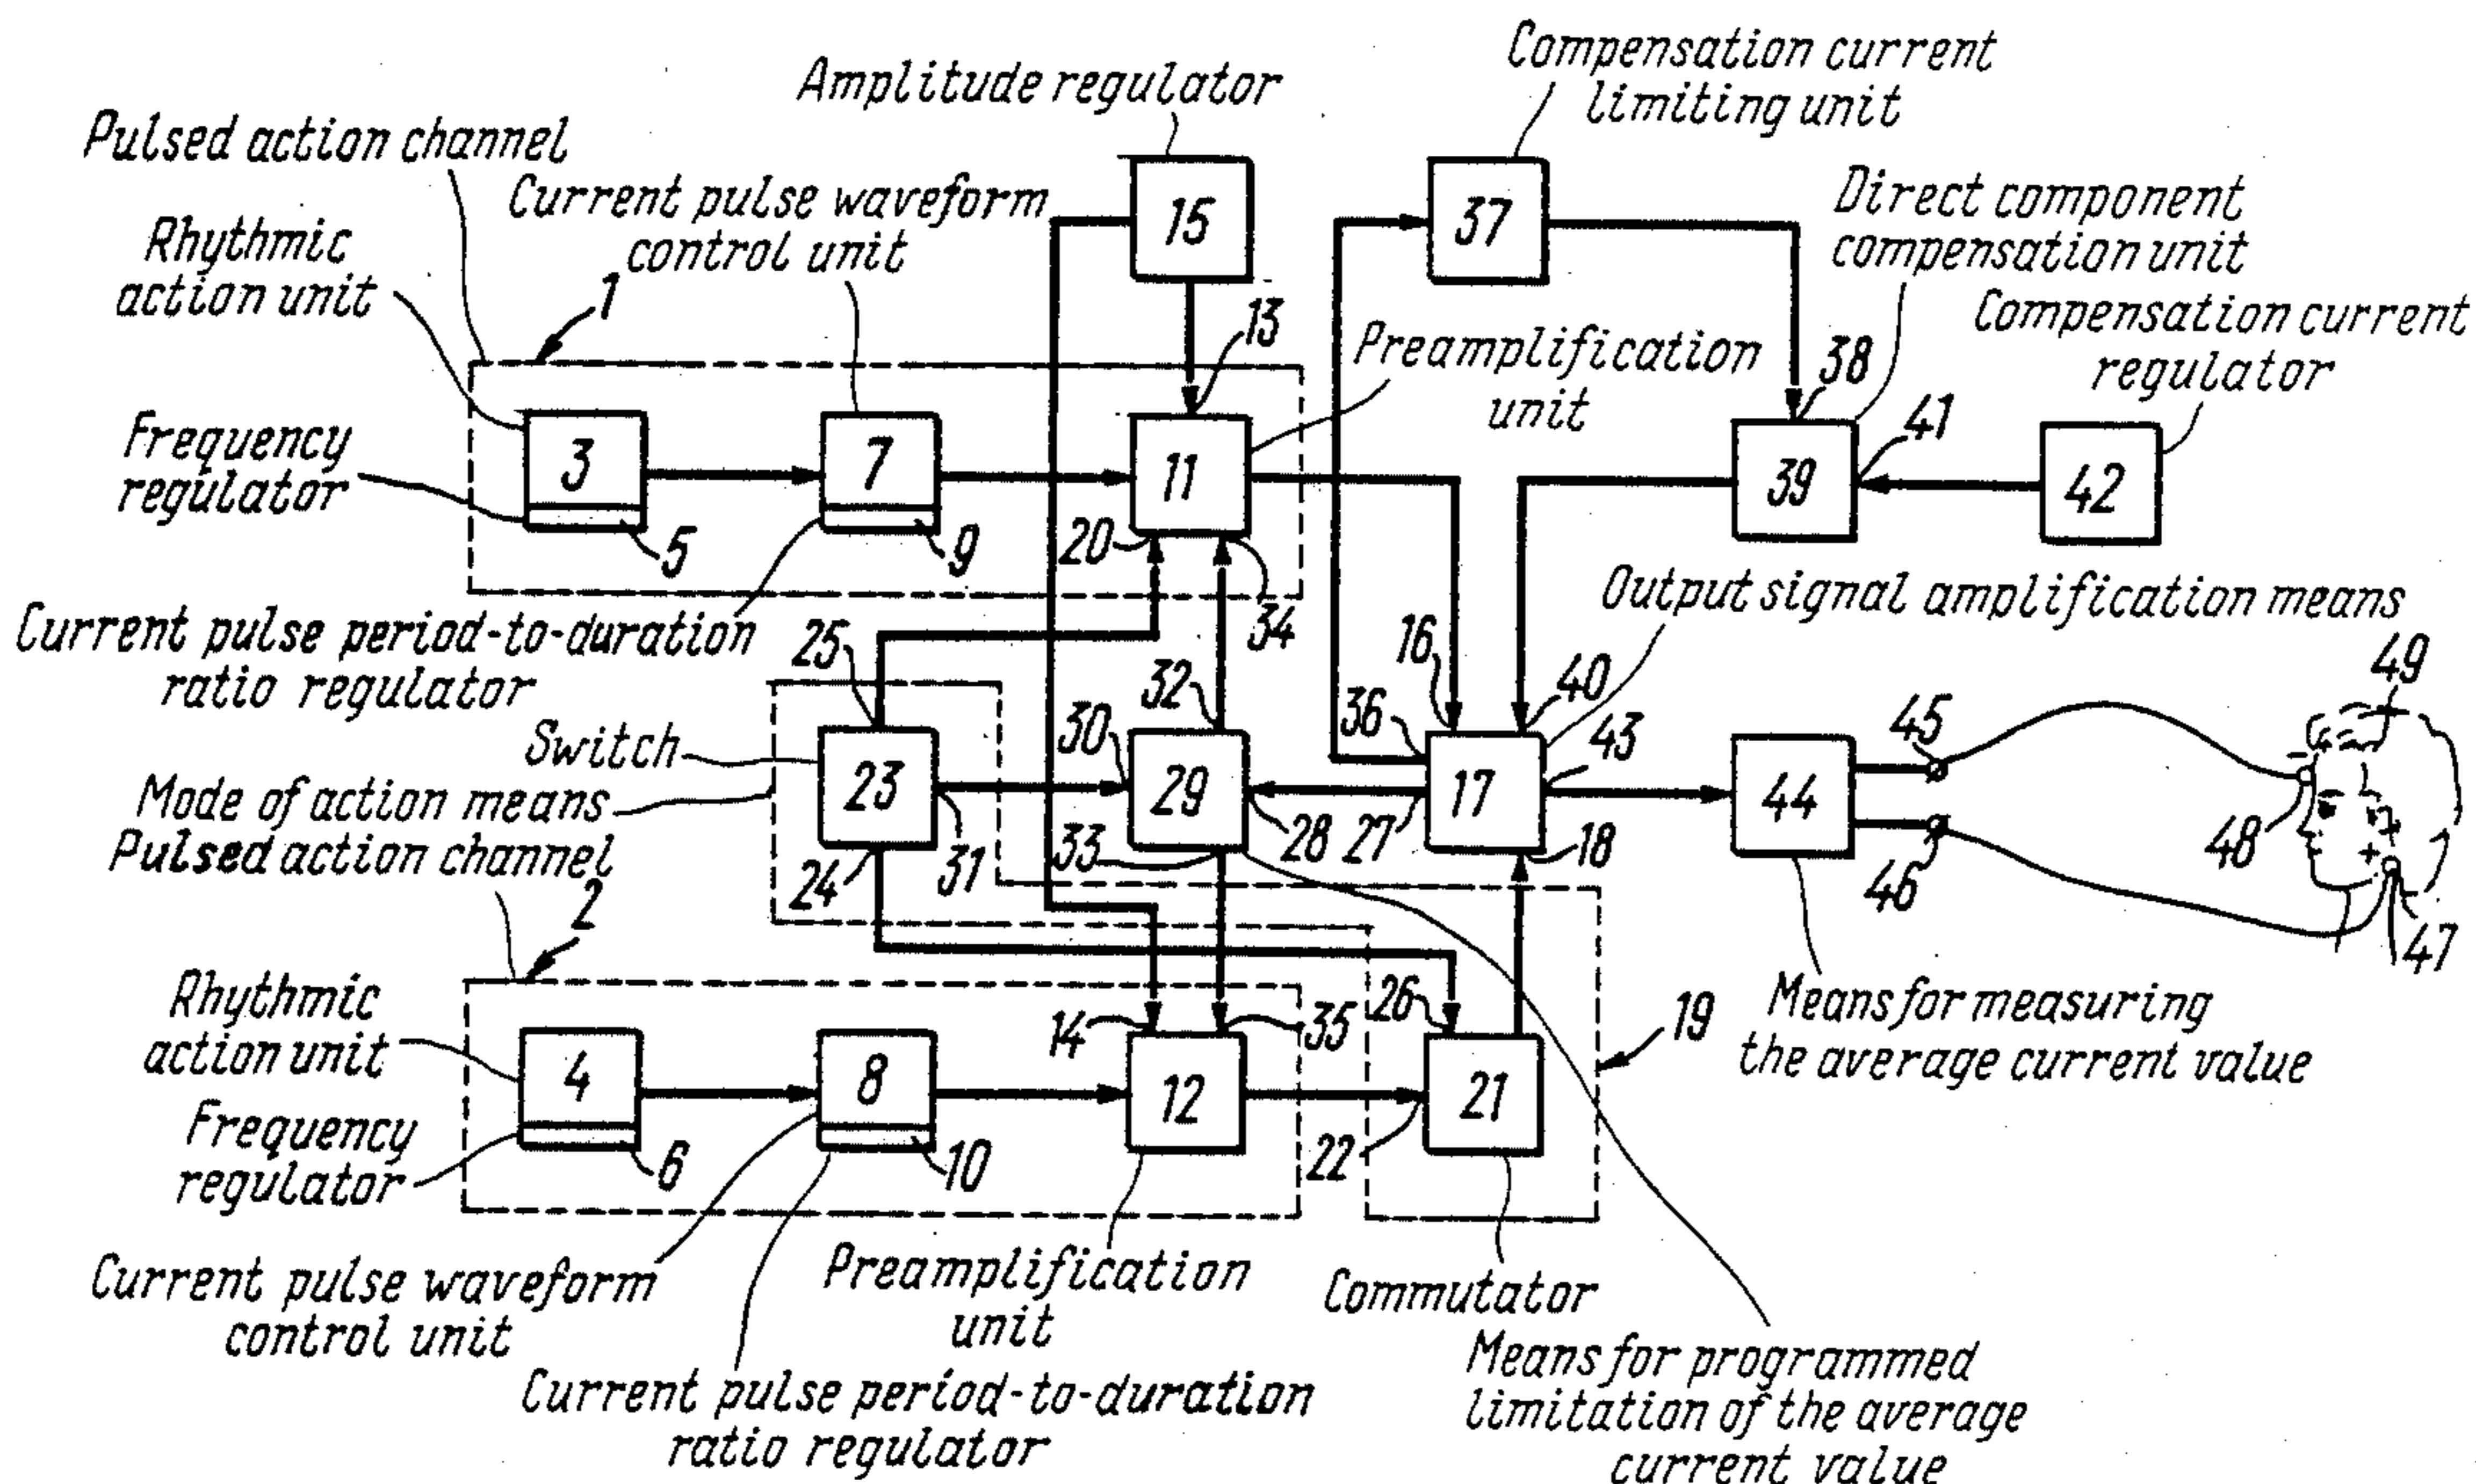 Compensation current
limiting unit
Amplitude regulator
Pulsed action channel
Current pulse waveform
control unit
Rhythmic
action unit
1
15
37
Direct component
compensation unit
Compensation current
regulator
13
Preamplification
unit
38
41
Frequency
regulator
3
7
11
39
42
5
9
20
34
Output signal amplification means
Current pulse period-to-duration
ratio regulator
25
16
40
49
Switch
32
30
36
43
45
Mode of action means
23
29
17
44
48
Pulsed action channel
24
31
33
28
27
18
46
47
2
Rhythmic
action unit
14
35
26
19
Means for measuring
the average current value
4
8
12
21
Frequency
regulator
6
10
22
Current pulse waveform
control unit
Preamplification
unit
Commutator
Current pulse period-to-duration
ratio regulator
Means for programmed
limitation of the average
current value